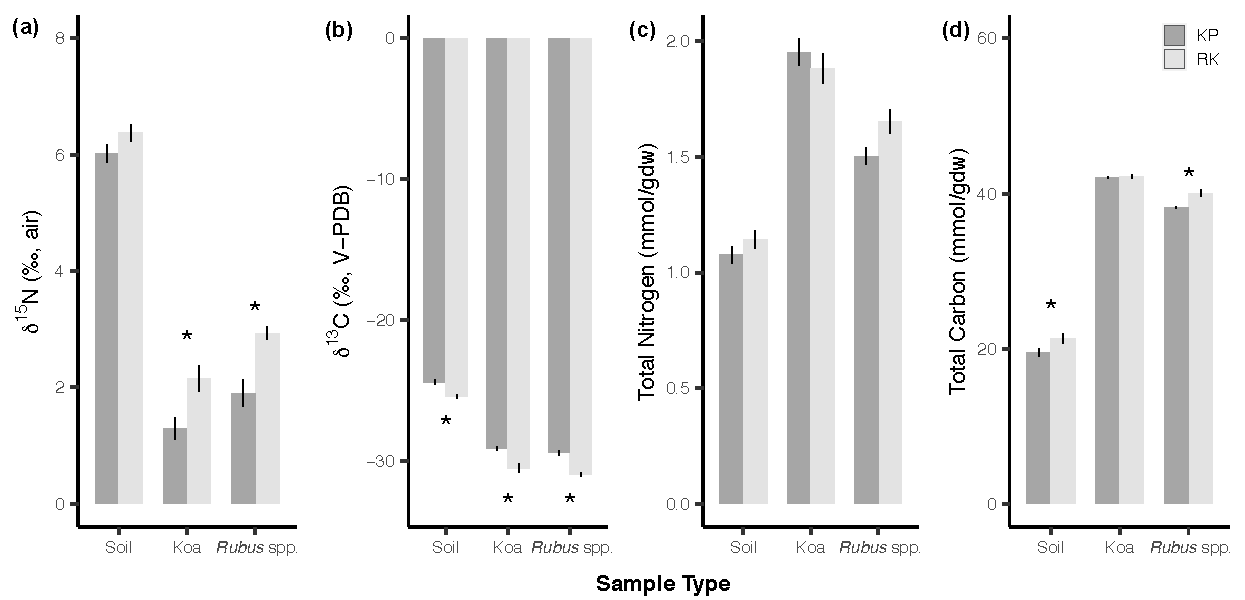 (a)
δ15N (‰, air)
8
6
4
2
0
Soil
Koa
Rubus spp.
*
*
(b)
δ13C (‰, V−PDB)
0
−10
−20
−30
Soil
Koa
Rubus spp.
*
*
*
(c)
Total Nitrogen (mmol/gdw)
2.0
1.5
1.0
0.5
0.0
Soil
Koa
Rubus spp.
(d)
Total Carbon (mmol/gdw)
60
40
20
0
Soil
Koa
Rubus spp.
*
*
KP
RK
Sample Type